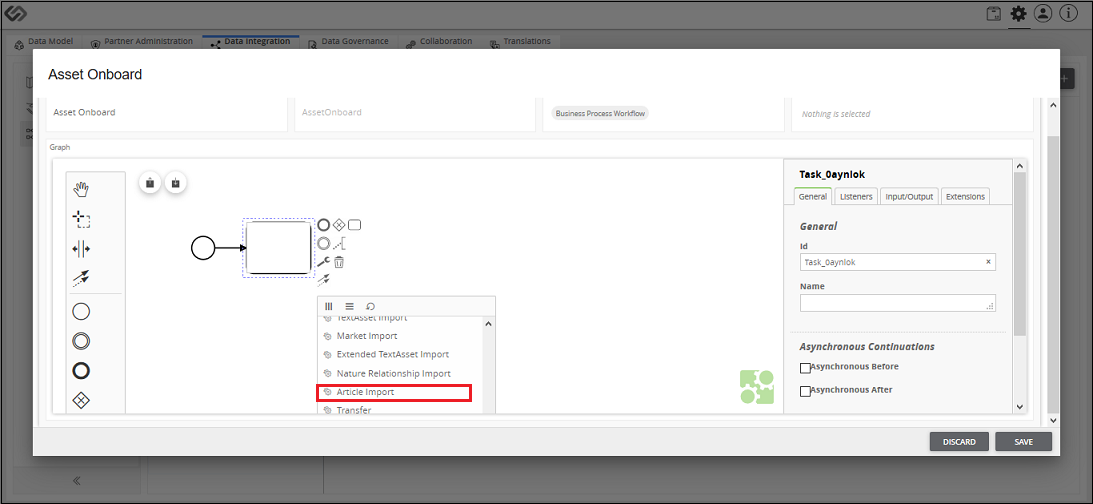 Data Model
Partner Administration
Data Integration
Data Governance
Collaboration
Translations
Asset Onboard
Asset Onboard
AssetOnboard
Business Process Workflow
Nothing is selected
Graph
Task_0aynlok
General
Listeners
Input/Output
Extensions
General
Id
Task_0aynlok
Name
TextAsset Import
Market Import
Extended TextAsset Import
Nature Relationship Import
Article Import
Transfer
Asynchronous Continuations
Asynchronous Before
Asynchronous After
DISCARD
SAVE